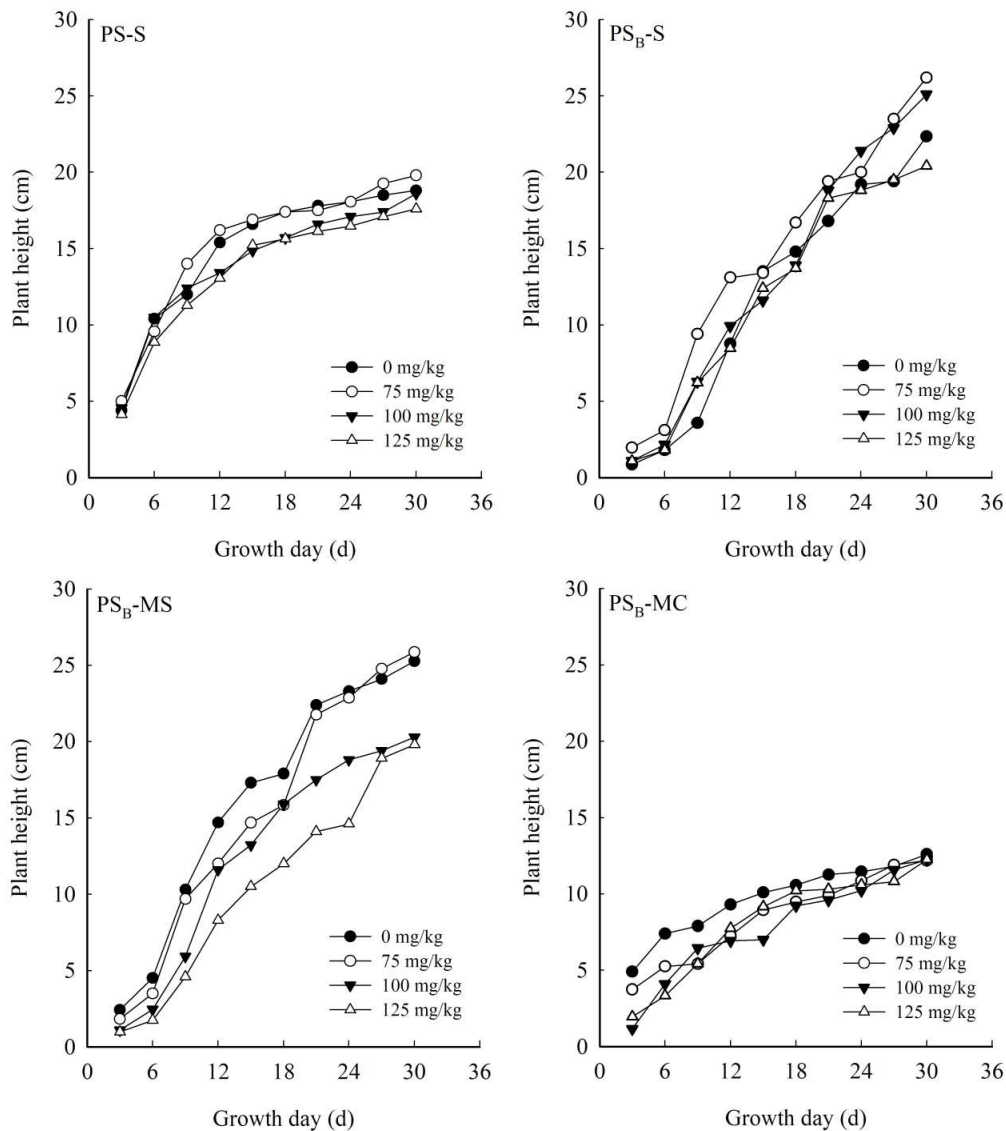 PS-S
30
25
20
15
10
5
0
Plant height (cm)
0 mg/kg
75 mg/kg
100 mg/kg
125 mg/kg
0 6 12 18 24 30 36
Growth day (d)
PS_B-S
30
25
20
15
10
5
0
Plant height (cm)
0 mg/kg
75 mg/kg
100 mg/kg
125 mg/kg
0 6 12 18 24 30 36
Growth day (d)
PS_B-MS
30
25
20
15
10
5
0
Plant height (cm)
0 mg/kg
75 mg/kg
100 mg/kg
125 mg/kg
0 6 12 18 24 30 36
Growth day (d)
PS_B-MC
30
25
20
15
10
5
0
Plant height (cm)
0 mg/kg
75 mg/kg
100 mg/kg
125 mg/kg
0 6 12 18 24 30 36
Growth day (d)